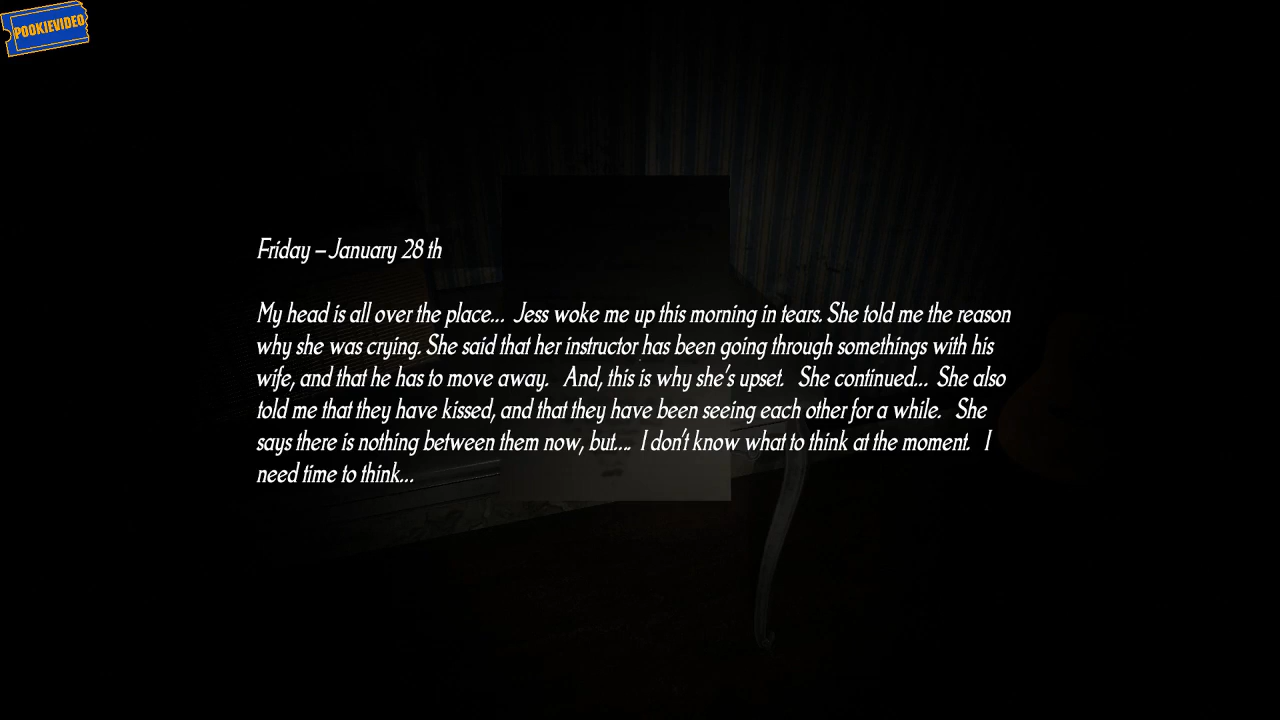 POOKIEVIDEO
Friday – January 28 th
My head is all over the place... Jess woke me up this morning in tears. She told me the reason
why she was crying. She said that her instructor has been going through somethings with his
wife, and that he has to move away. And, this is why she's upset. She continued... She also
told me that they have kissed, and that they have been seeing each other for a while. She
says there is nothing between them now, but.... I don't know what to think at the moment. I
need time to think...